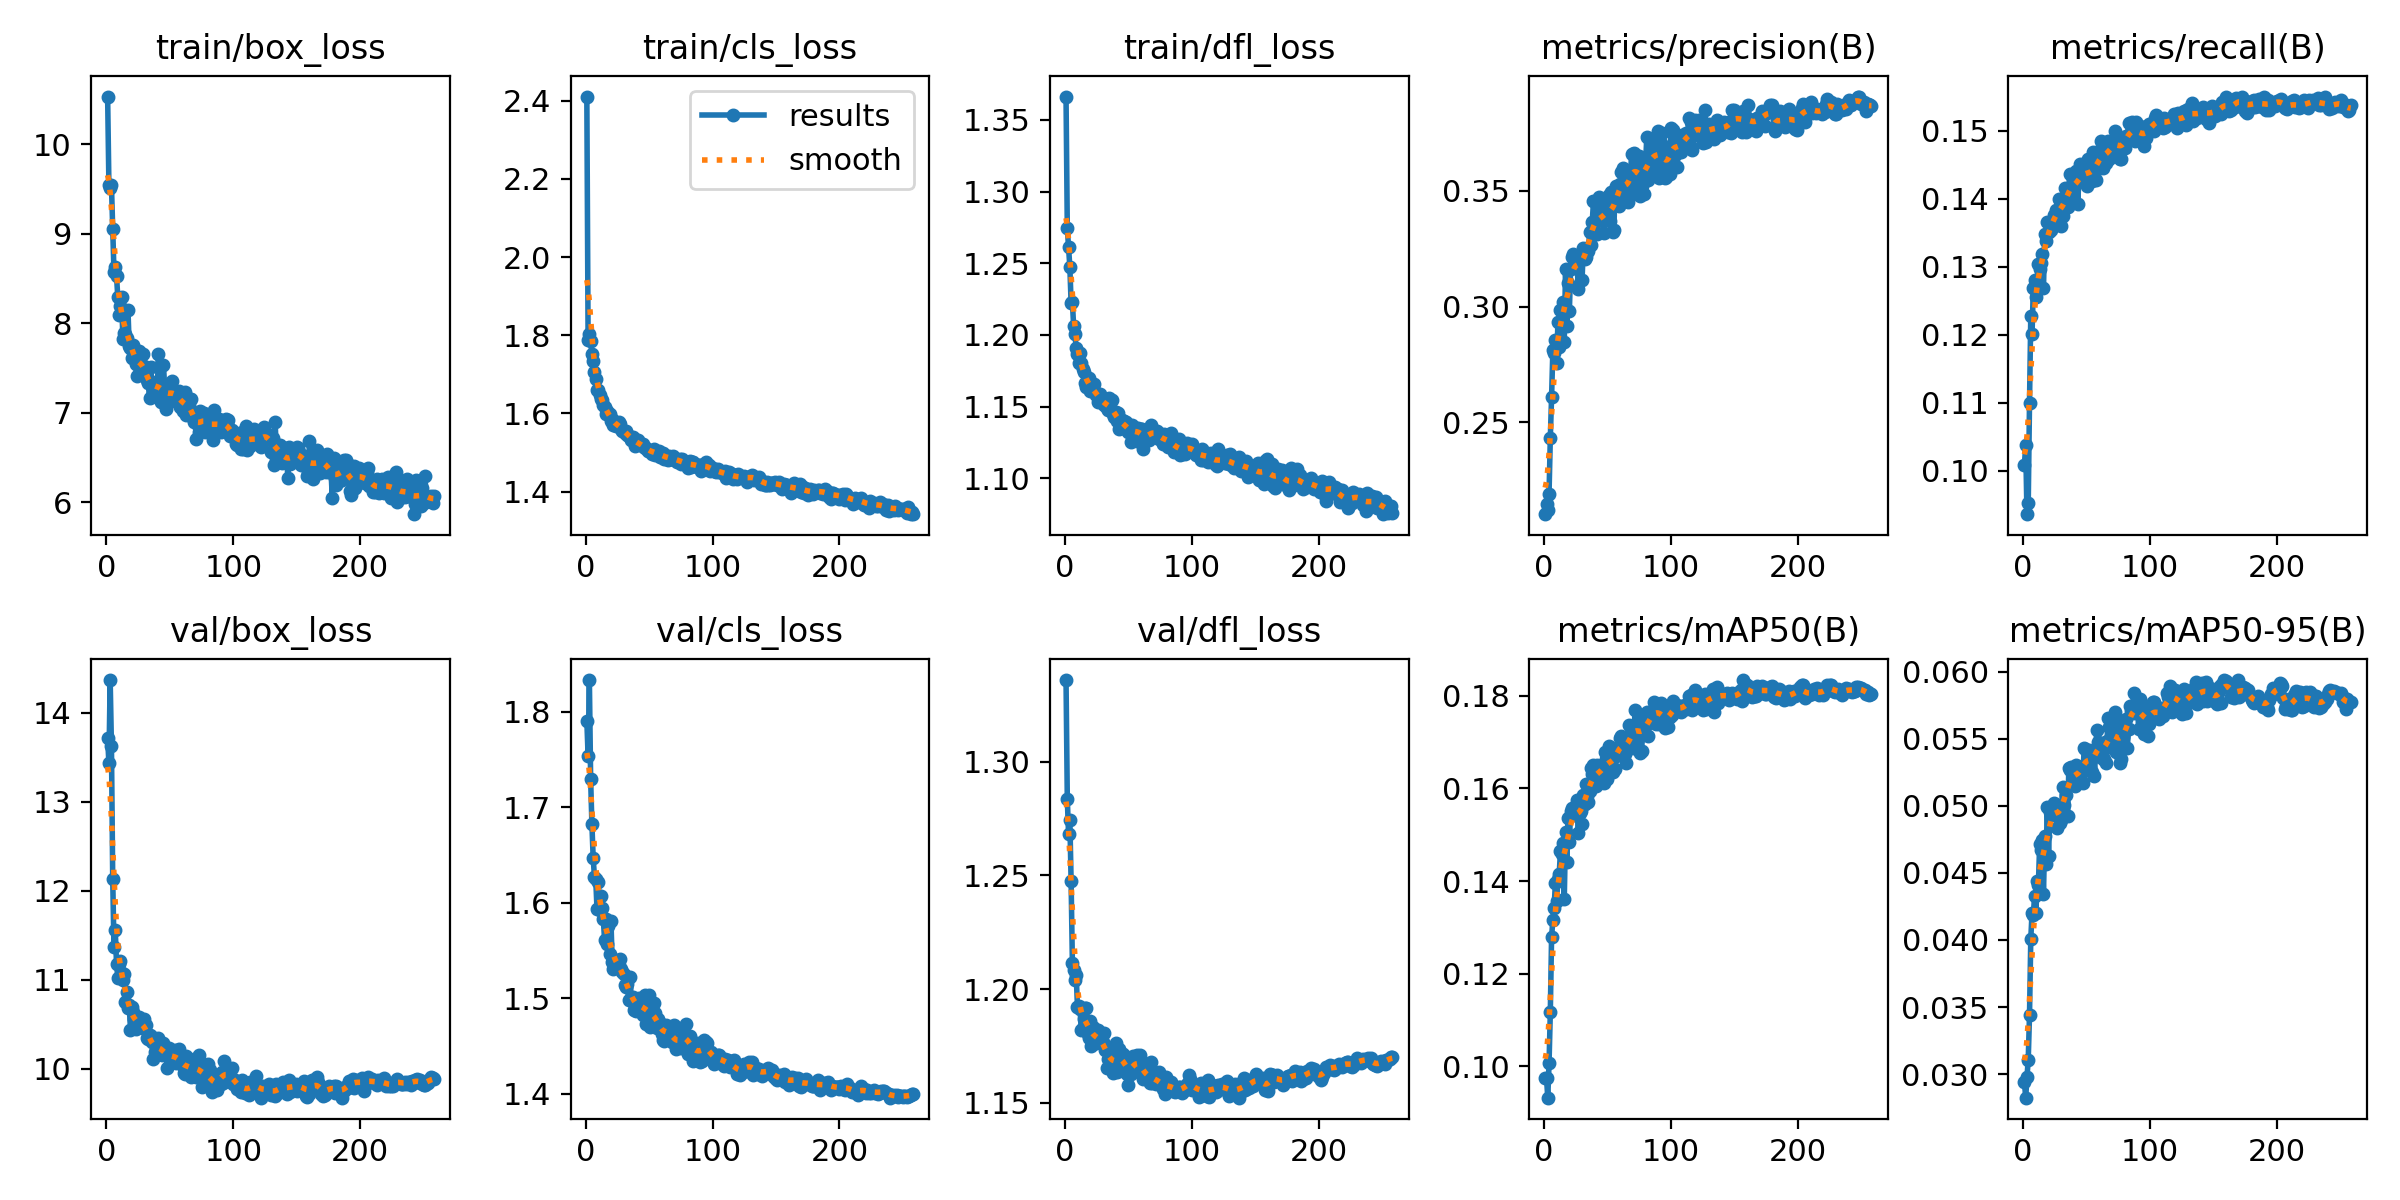 train/box_loss
10
9
8
7
6
0 100 200
train/cls_loss
results
smooth
2.4
2.2
2.0
1.8
1.6
1.4
0 100 200
train/dfl_loss
1.35
1.30
1.25
1.20
1.15
1.10
0 100 200
metrics/precision(B)
0.35
0.30
0.25
0 100 200
metrics/recall(B)
0.15
0.14
0.13
0.12
0.11
0.10
0 100 200
val/box_loss
14
13
12
11
10
0 100 200
val/cls_loss
1.8
1.7
1.6
1.5
1.4
0 100 200
val/dfl_loss
1.30
1.25
1.20
1.15
0 100 200
metrics/mAP50(B)
0.18
0.16
0.14
0.12
0.10
0 100 200
metrics/mAP50-95(B)
0.060
0.055
0.050
0.045
0.040
0.035
0.030
0 100 200